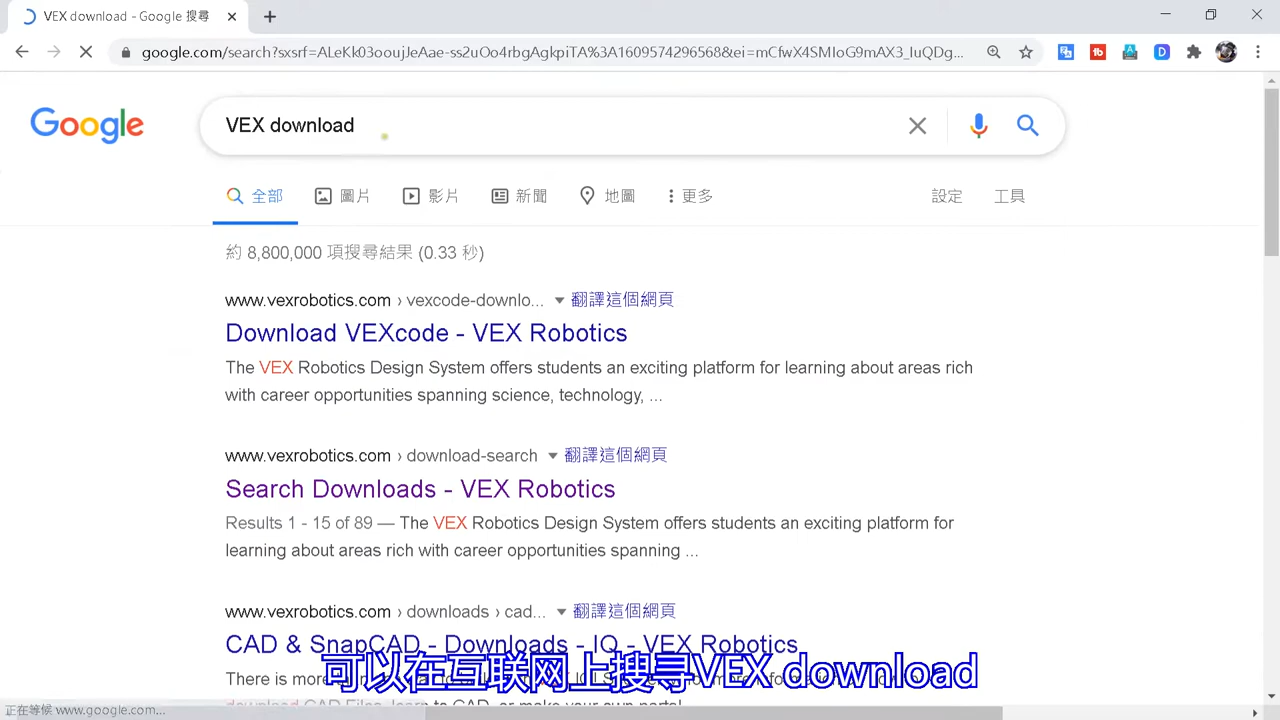 VEX download - Google 搜尋
google.com/search?sxsrf=ALeKk03ooujJeAae-ss2uOo4rbgAgkpiTA%3A1609574296568&ei=mCfwX4SMIoG9mAX3_IuQDg...
Google
VEX download
全部 圖片 影片 新聞 地圖 更多 設定 工具
約 8,800,000 項搜尋結果 (0.33 秒)
www.vexrobotics.com › vexcode-downlo... 翻譯這個網頁
Download VEXcode - VEX Robotics
The VEX Robotics Design System offers students an exciting platform for learning about areas rich
with career opportunities spanning science, technology, ...
www.vexrobotics.com › download-search 翻譯這個網頁
Search Downloads - VEX Robotics
Results 1 - 15 of 89 — The VEX Robotics Design System offers students an exciting platform for
learning about areas rich with career opportunities spanning ...
www.vexrobotics.com › downloads › cad... 翻譯這個網頁
CAD & SnapCAD - Downloads - IQ - VEX Robotics
There is more
可以在互联网上搜寻VEX download
正在等候 www.google.com...